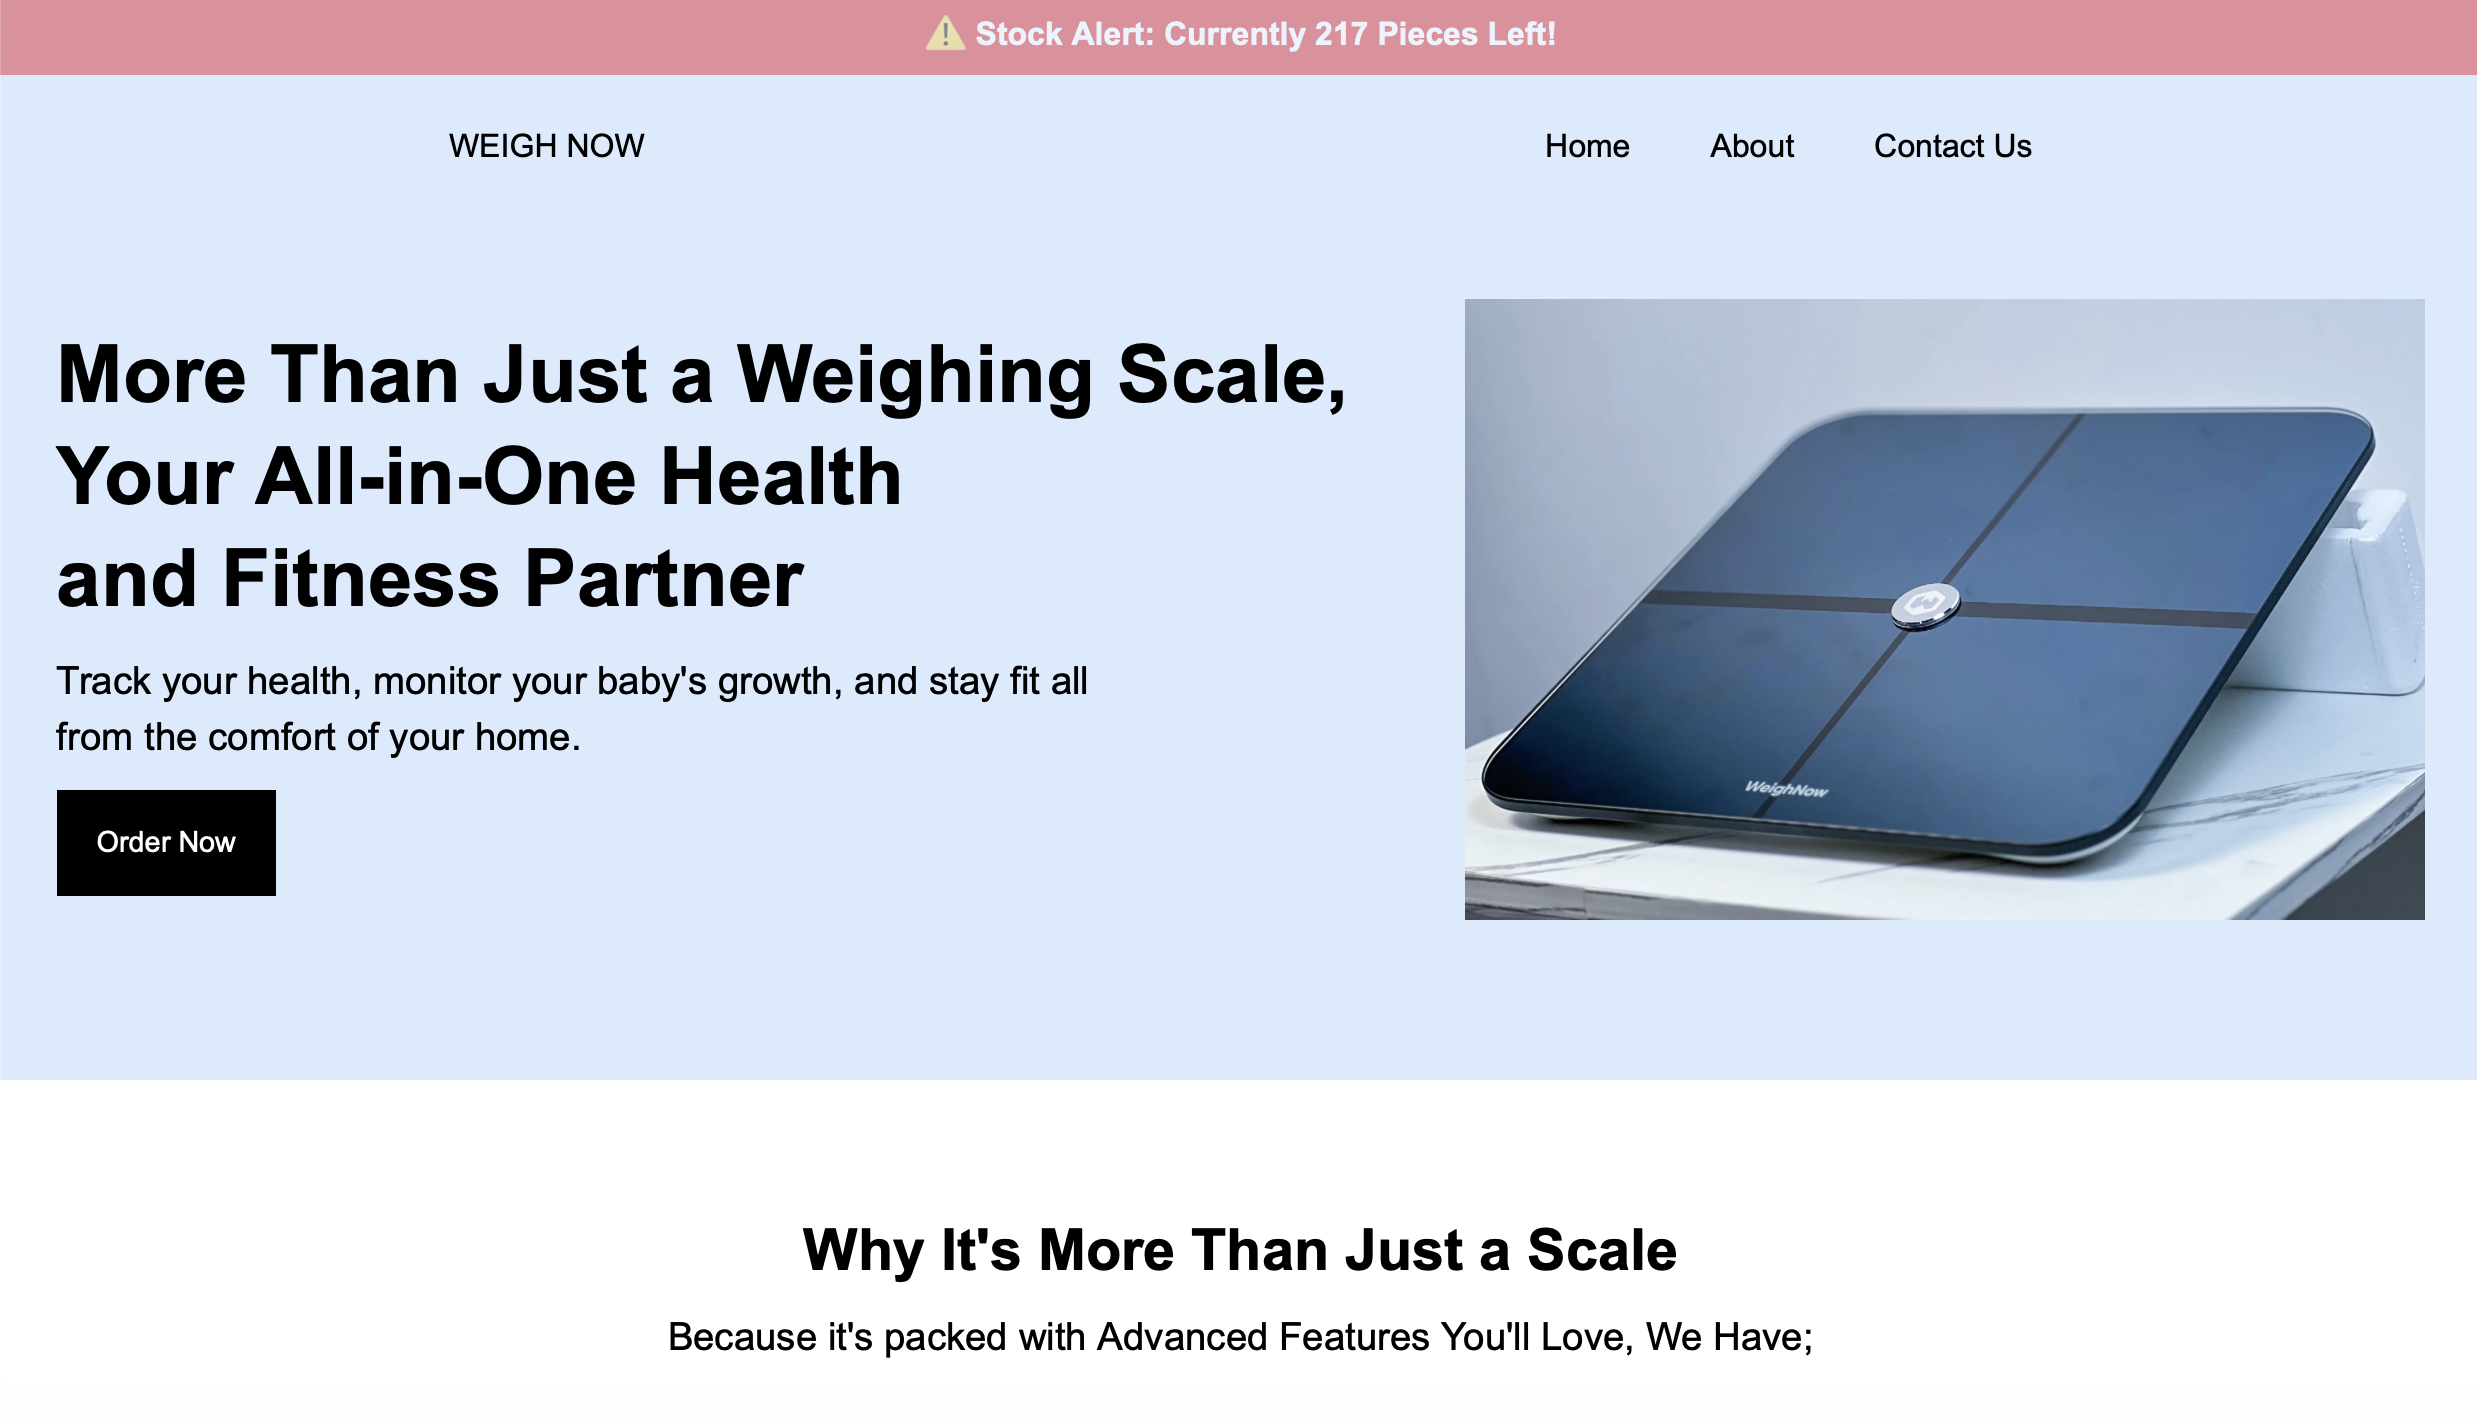 ⚠️ Stock Alert: Currently 217 Pieces Left!
WEIGH NOW
Home
About
Contact Us
More Than Just a Weighing Scale,
Your All-in-One Health
and Fitness Partner
Track your health, monitor your baby's growth, and stay fit all
from the comfort of your home.
Order Now
WeighNow
Why It's More Than Just a Scale
Because it's packed with Advanced Features You'll Love, We Have;